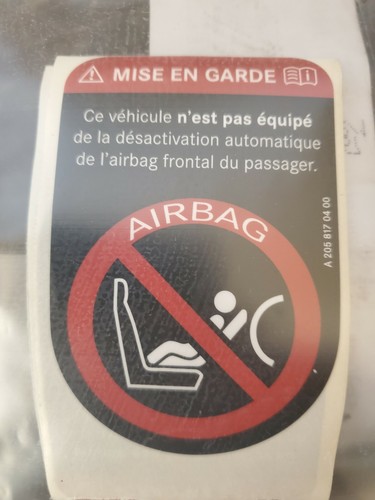 MISE EN GARDE
Ce véhicule n'est pas équipé
de la désactivation automatique
de l'airbag frontal du passager.
AIRBAG
A 205 817 04 00